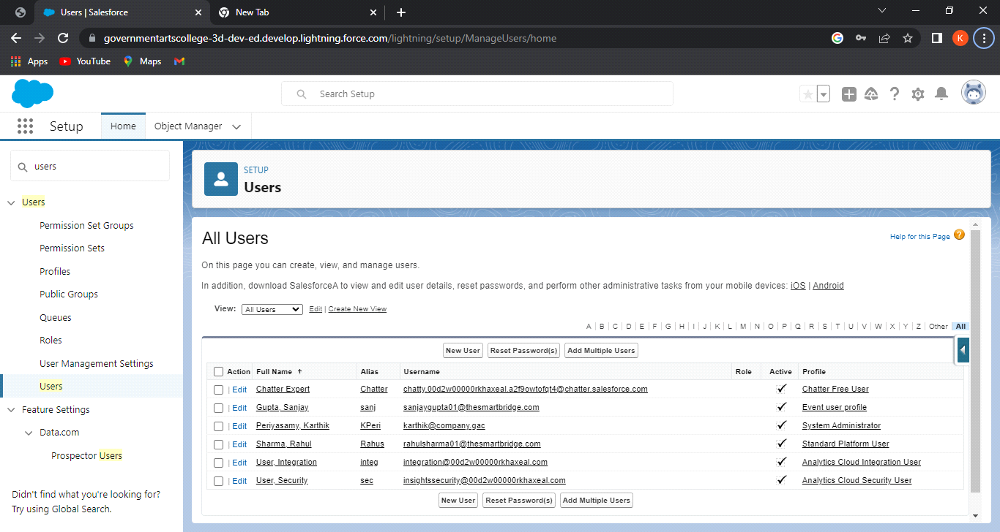 Users | Salesforce
New Tab
governmentartscollege-3d-dev-ed.develop.lightning.force.com/lightning/setup/ManageUsers/home
K
Apps YouTube Maps
Search Setup
Setup Home Object Manager
users
Users
Permission Set Groups
Permission Sets
Profiles
Public Groups
Queues
Roles
User Management Settings
Users
Feature Settings
Data.com
Prospector Users
Didn't find what you're looking for?
Try using Global Search.
SETUP
Users
All Users
Help for this Page ?
On this page you can create, view, and manage users.
In addition, download SalesforceA to view and edit user details, reset passwords, and perform other administrative tasks from your mobile devices: iOS | Android
View: All Users Edit | Create New View
A | B | C | D | E | F | G | H | I | J | K | L | M | N | O | P | Q | R | S | T | U | V | W | X | Y | Z | Other | All
New User Reset Password(s) Add Multiple Users
Action Full Name ↑ Alias Username Role Active Profile
| Edit Chatter Expert Chatter chatty.00d2w00000rkhaxeal.a2f9owtofqt4@chatter.salesforce.com ✓ Chatter Free User
| Edit Gupta, Sanjay sanj sanjaygupta01@thesmartbridge.com ✓ Event user profile
| Edit Periyasamy, Karthik KPeri karthik@company.gac ✓ System Administrator
| Edit Sharma, Rahul Rahus rahulsharma01@thesmartbridge.com ✓ Standard Platform User
| Edit User, Integration integ integration@00d2w00000rkhaxeal.com ✓ Analytics Cloud Integration User
| Edit User, Security sec insightssecurity@00d2w00000rkhaxeal.com ✓ Analytics Cloud Security User
New User Reset Password(s) Add Multiple Users